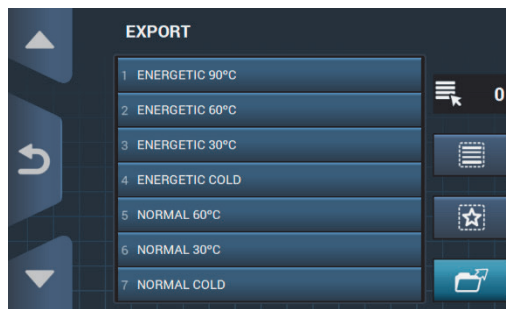 EXPORT
1 ENERGETIC 90ºC
2 ENERGETIC 60ºC
3 ENERGETIC 30ºC
4 ENERGETIC COLD
5 NORMAL 60ºC
6 NORMAL 30ºC
7 NORMAL COLD
0